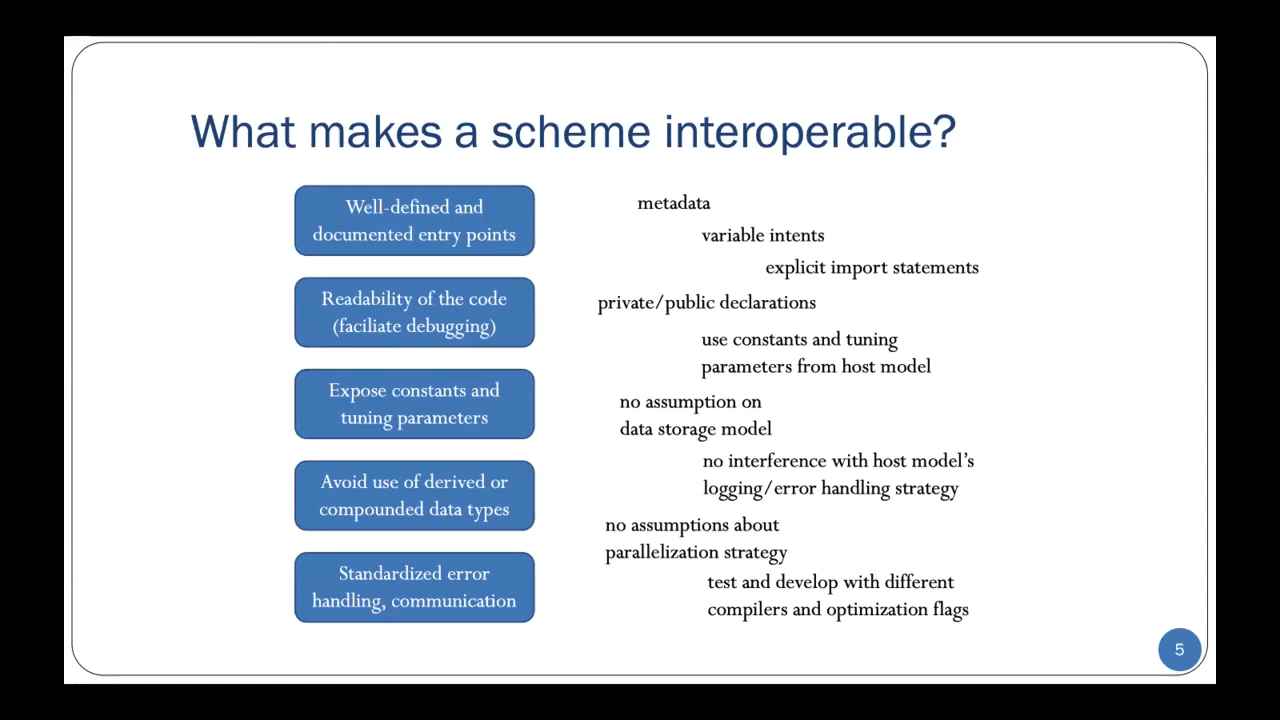 What makes a scheme interoperable?
Well-defined and
documented entry points
Readability of the code
(faciliate debugging)
Expose constants and
tuning parameters
Avoid use of derived or
compounded data types
Standardized error
handling, communication
metadata
variable intents
explicit import statements
private/public declarations
use constants and tuning
parameters from host model
no assumption on
data storage model
no interference with host model’s
logging/error handling strategy
no assumptions about
parallelization strategy
test and develop with different
compilers and optimization flags
5